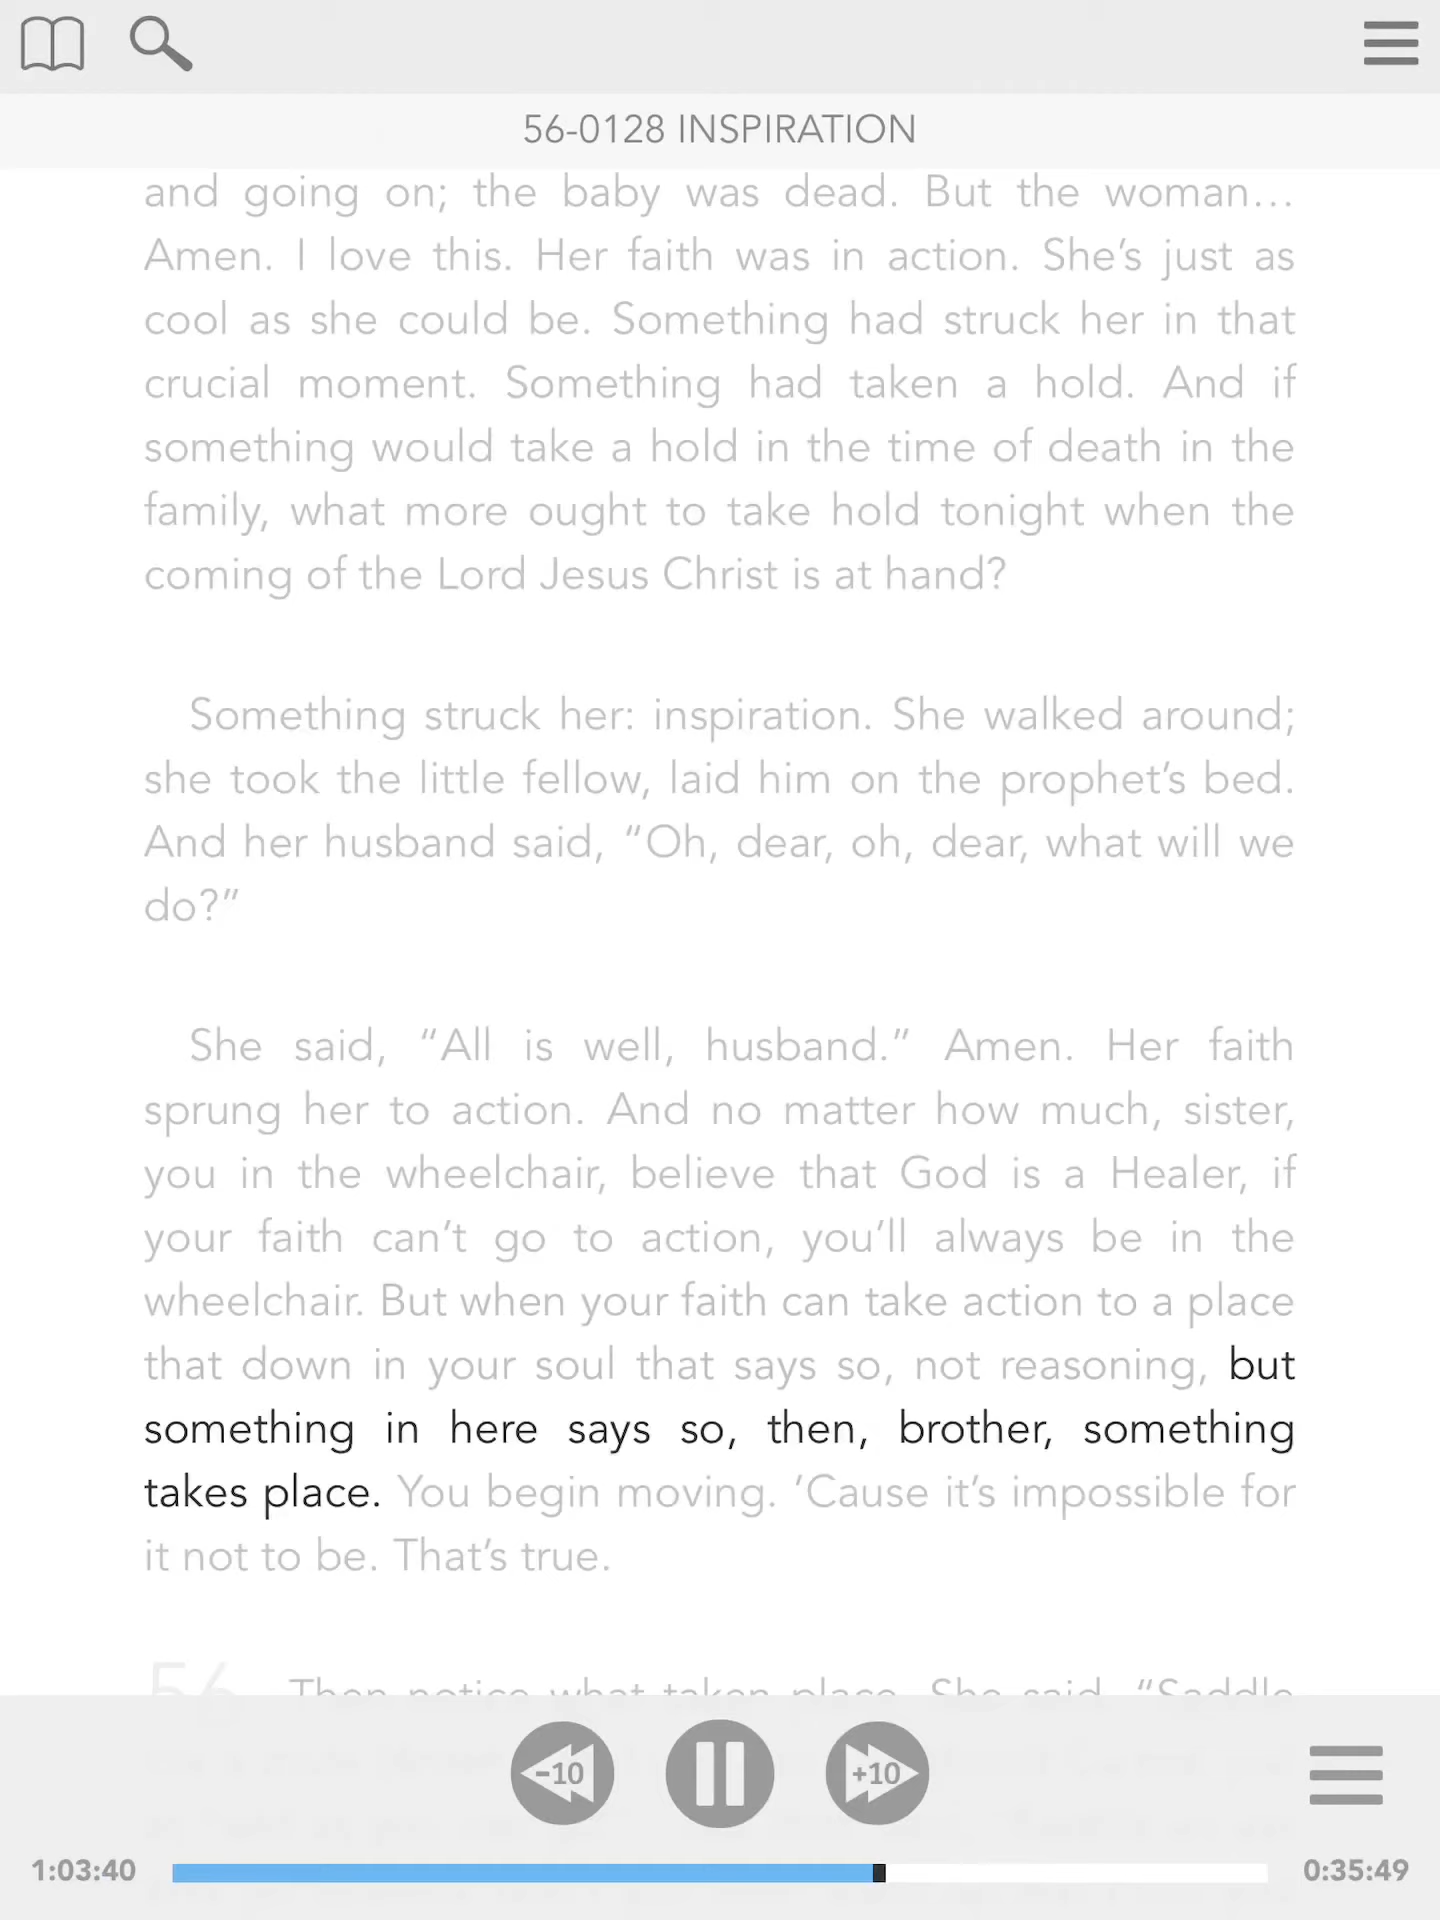 56-0128 INSPIRATION
and going on; the baby was dead. But the woman…
Amen. I love this. Her faith was in action. She’s just as
cool as she could be. Something had struck her in that
crucial moment. Something had taken a hold. And if
something would take a hold in the time of death in the
family, what more ought to take hold tonight when the
coming of the Lord Jesus Christ is at hand?
Something struck her: inspiration. She walked around;
she took the little fellow, laid him on the prophet’s bed.
And her husband said, “Oh, dear, oh, dear, what will we
do?”
She said, “All is well, husband.” Amen. Her faith
sprung her to action. And no matter how much, sister,
you in the wheelchair, believe that God is a Healer, if
your faith can’t go to action, you’ll always be in the
wheelchair. But when your faith can take action to a place
that down in your soul that says so, not reasoning, but
something in here says so, then, brother, something
takes place. You begin moving. ’Cause it’s impossible for
it not to be. That’s true.
56 Then notice what taken place. She said, “Saddle
-10 +10
1:03:40 0:35:49